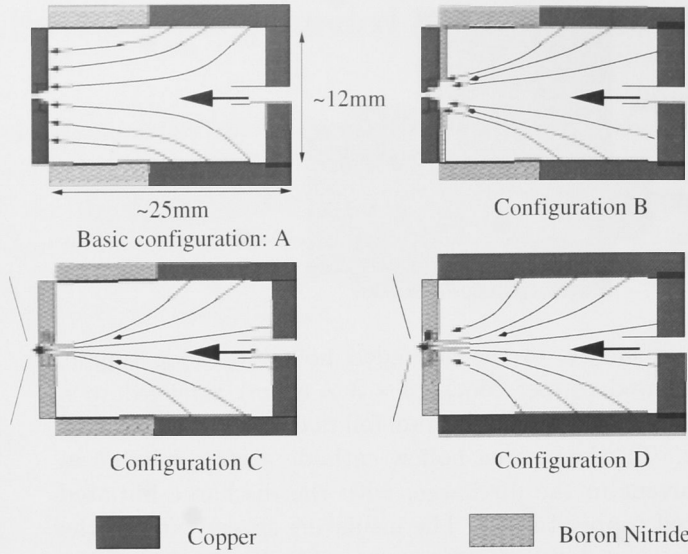 ~12mm
~25mm
Basic configuration: A
Configuration B
Configuration C
Configuration D
Copper
Boron Nitride